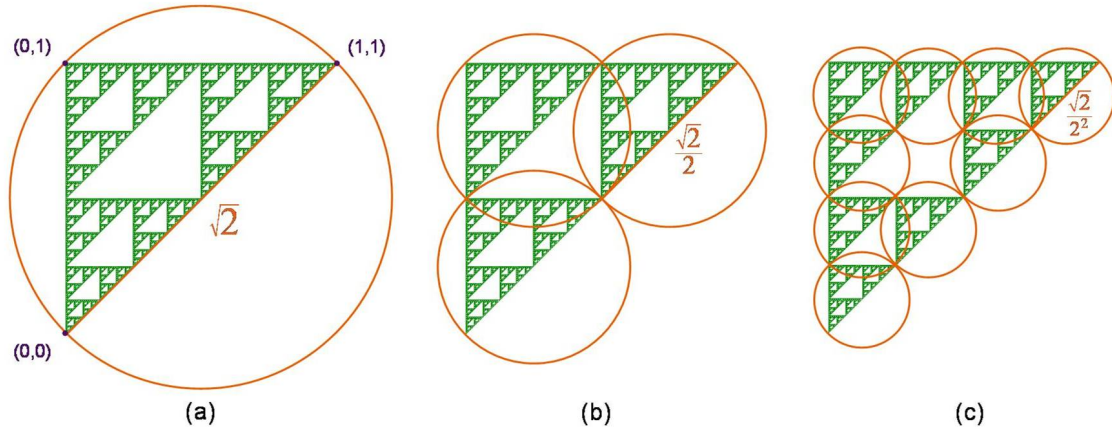 (0,1)
(1,1)
√2
(0,0)
(a)
√2/2
(b)
√2/2²
(c)